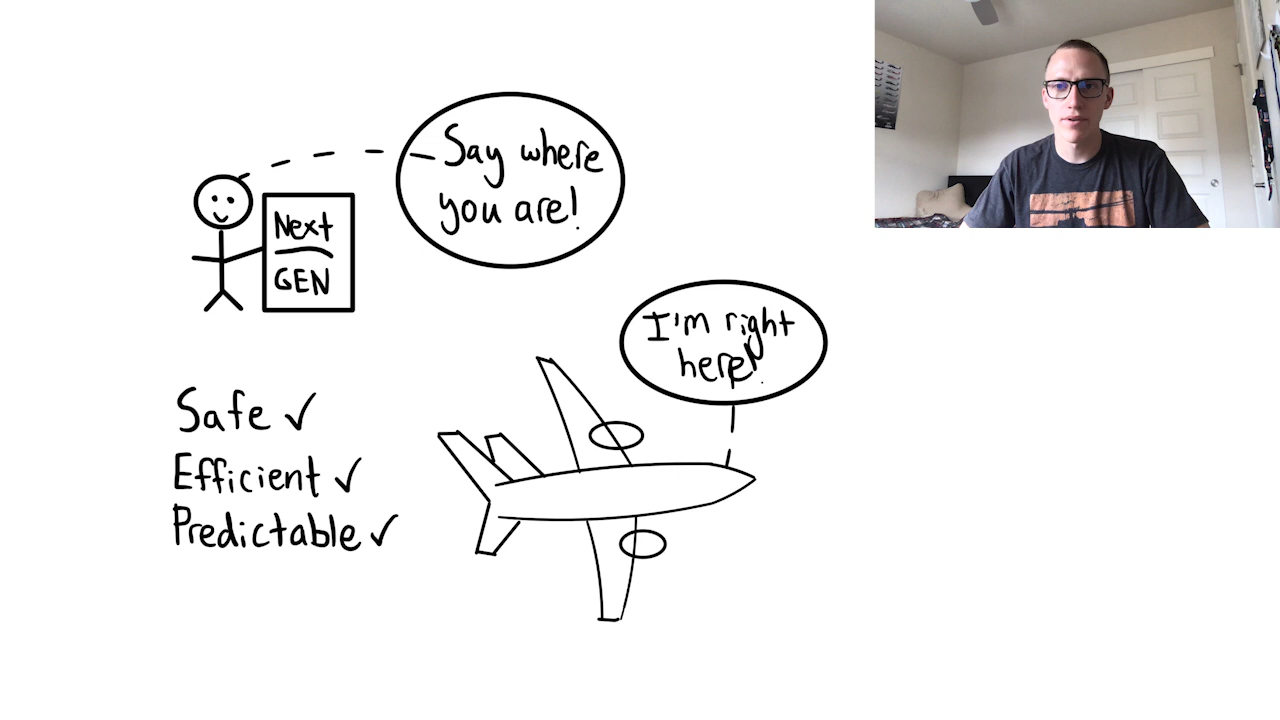 Say where
you are!
Next
GEN
I'm right
here!
Safe ✓
Efficient ✓
Predictable ✓